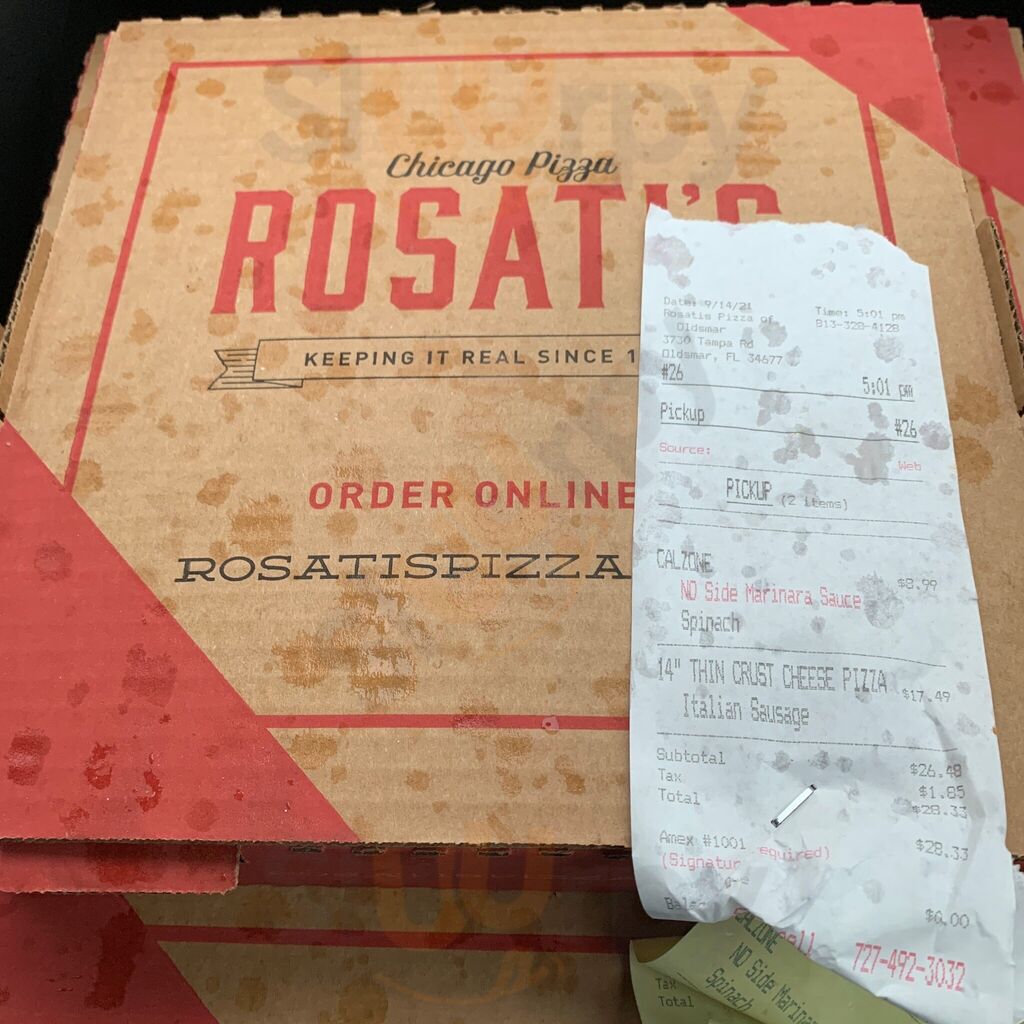 Chicago Pizza
ROSATI'S
KEEPING IT REAL SINCE 1
ORDER ONLINE
ROSATISPIZZA
Date: 9/14/21 Time: 5:01 pm
Rosatis Pizza of 813-328-4128
Oldsmar
3730 Tampa Rd
Oldsmar, FL 34677
#26 5:01 pm
Pickup #26
Source: Web
PICKUP (2 items)
CALZONE $8.99
NO Side Marinara Sauce
Spinach
14" THIN CRUST CHEESE PIZZA $17.49
Italian Sausage
Subtotal $26.48
Tax $1.85
Total $28.33
Amex #1001 $28.33
(Signatur equired)
$0.00
727-492-3032
CALZONE
NO Side Marina
Spinach
Tax
Total
Slurpy